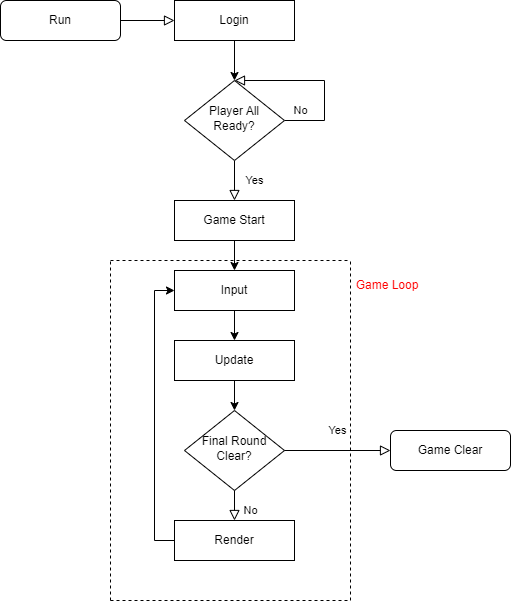 Run
Login
Player All
Ready?
No
Yes
Game Start
Game Loop
Input
Update
Final Round
Clear?
Yes
Game Clear
No
Render